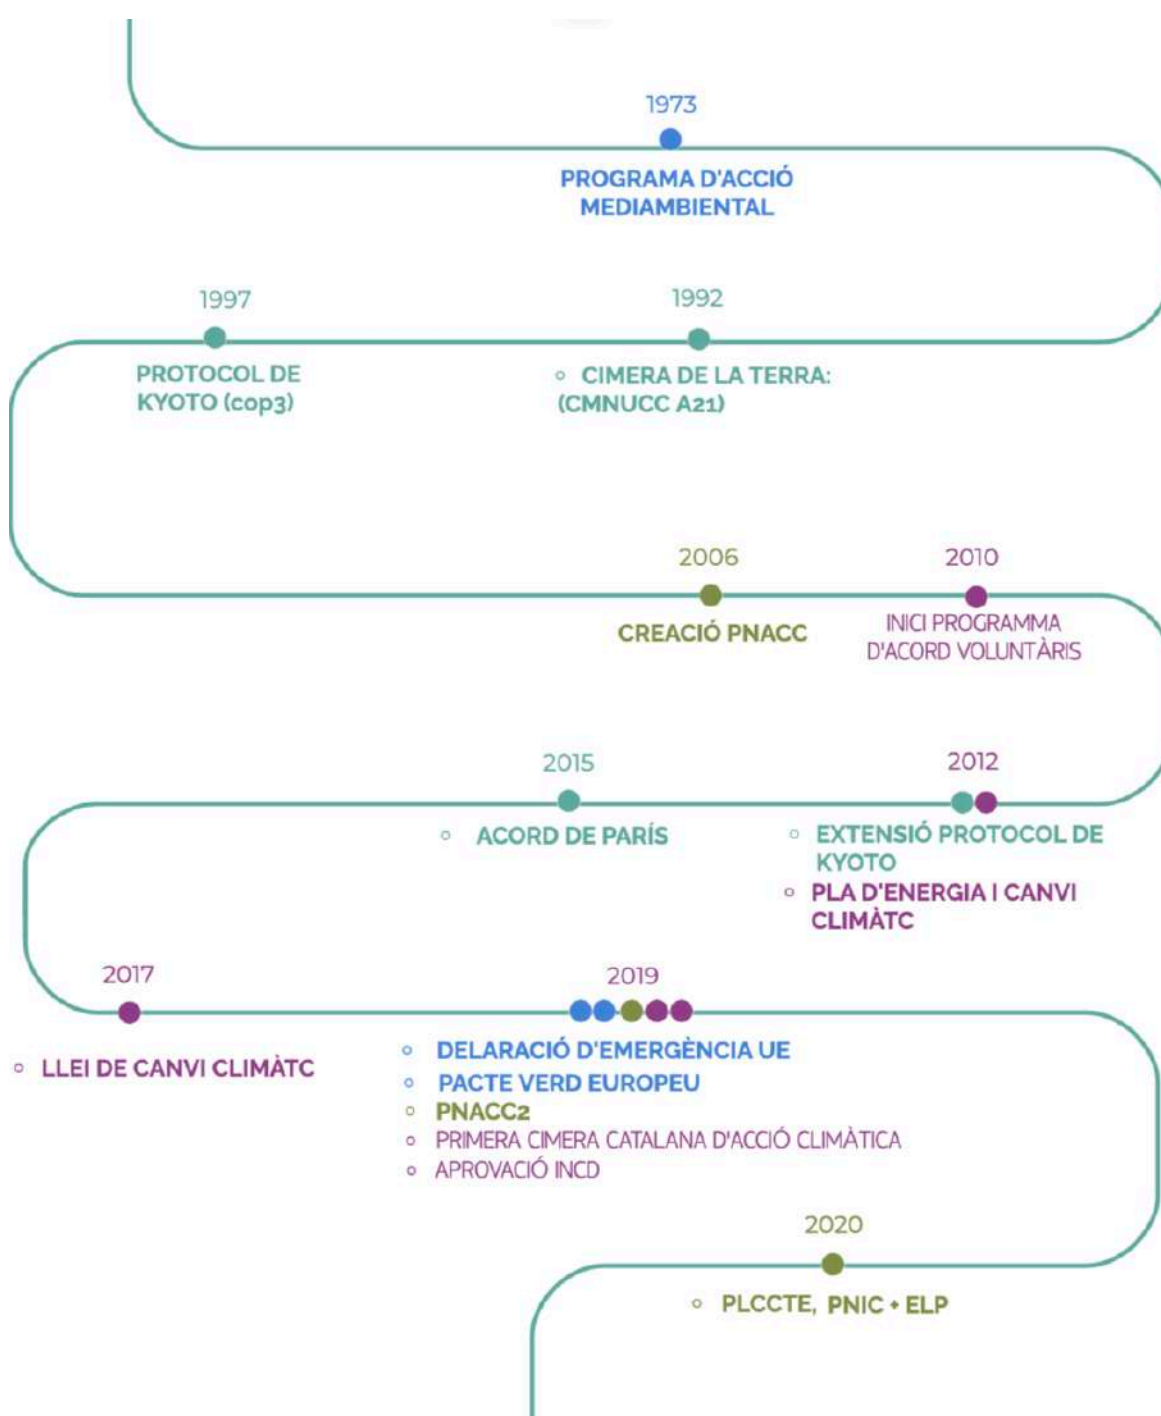 1973
PROGRAMA D'ACCIÓ
MEDIAMBIENTAL
1997
PROTOCOL DE
KYOTO (cop3)
1992
CIMERA DE LA TERRA:
(CMNUCC A21)
2006
CREACIÓ PNACC
2010
INICI PROGRAMMA
D'ACORD VOLUNTÀRIS
2015
ACORD DE PARÍS
2012
EXTENSIÓ PROTOCOL DE
KYOTO
PLA D'ENERGIA I CANVI
CLIMÀTC
2017
LLEI DE CANVI CLIMÀTC
2019
DELARACIÓ D'EMERGÈNCIA UE
PACTE VERD EUROPEU
PNACC2
PRIMERA CIMERA CATALANA D'ACCIÓ CLIMÀTICA
APROVACIÓ INCD
2020
PLCCTE, PNIC + ELP